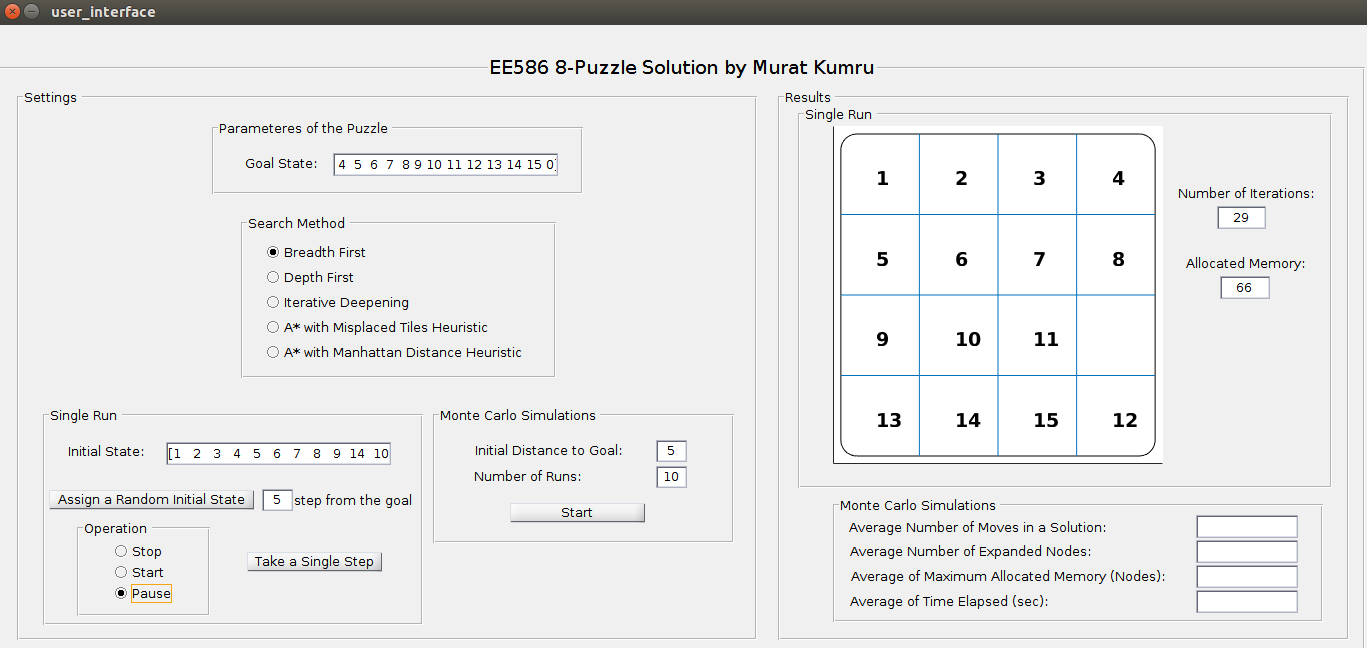 user_interface
EE586 8-Puzzle Solution by Murat Kumru
Settings
Parameteres of the Puzzle
Goal State: 4 5 6 7 8 9 10 11 12 13 14 15 0]
Search Method
Breadth First
Depth First
Iterative Deepening
A* with Misplaced Tiles Heuristic
A* with Manhattan Distance Heuristic
Single Run
Initial State: [1 2 3 4 5 6 7 8 9 14 10
Assign a Random Initial State 5 step from the goal
Operation
Stop
Start
Pause
Take a Single Step
Monte Carlo Simulations
Initial Distance to Goal: 5
Number of Runs: 10
Start
Results
Single Run
1 2 3 4
5 6 7 8
9 10 11
13 14 15 12
Number of Iterations:
29
Allocated Memory:
66
Monte Carlo Simulations
Average Number of Moves in a Solution:
Average Number of Expanded Nodes:
Average of Maximum Allocated Memory (Nodes):
Average of Time Elapsed (sec):